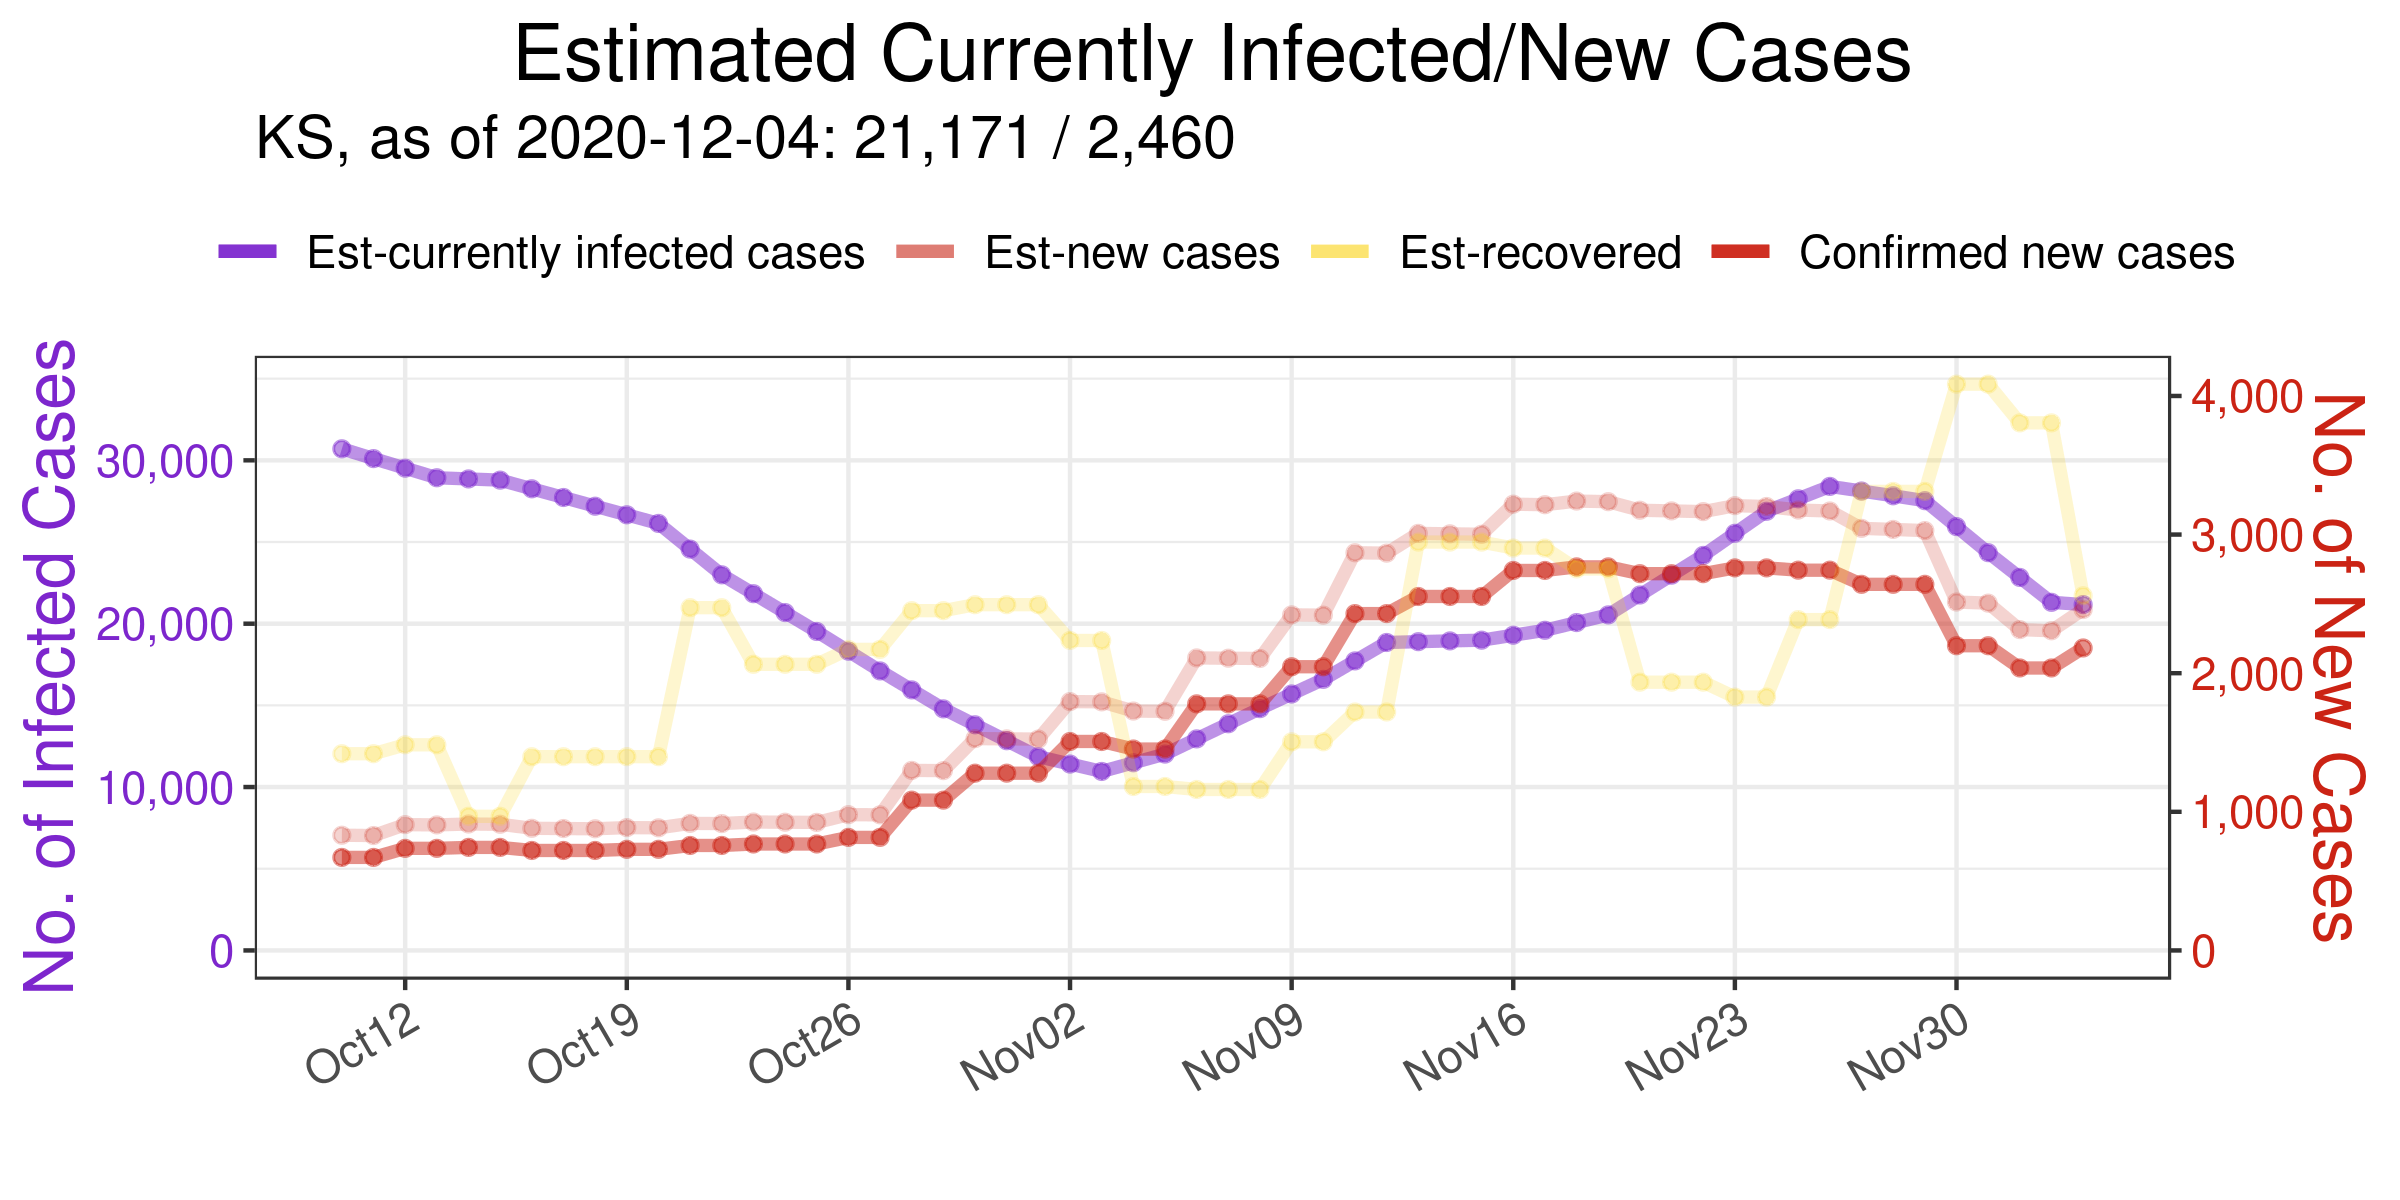 Estimated Currently Infected/New Cases
KS, as of 2020-12-04: 21,171 / 2,460
Est-currently infected cases
Est-new cases
Est-recovered
Confirmed new cases
No. of Infected Cases
30,000
20,000
10,000
0
4,000
3,000
2,000
1,000
0
No. of New Cases
Oct12
Oct19
Oct26
Nov02
Nov09
Nov16
Nov23
Nov30